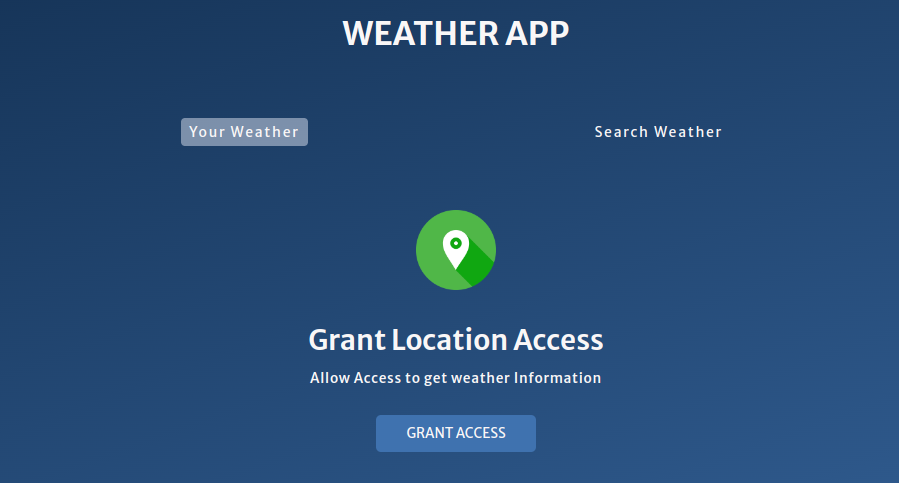 WEATHER APP
Your Weather
Search Weather
Grant Location Access
Allow Access to get weather Information
GRANT ACCESS